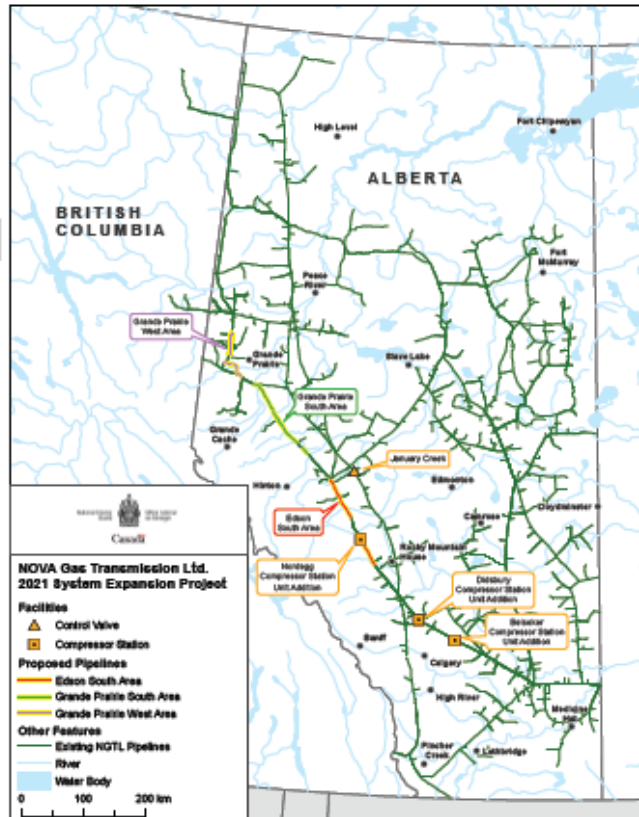 High Level
Fort Chipewyan
ALBERTA
BRITISH
COLUMBIA
Fort
McMurray
Peace
River
Grande Prairie
West Area
Grande
Prairie
Slave Lake
Grande Prairie
South Area
Grande
Cache
January Creek
Hinton
Edmonton
Lloydminster
Edson
South Area
Camrose
Rocky Mountain
House
Nordegg
Compressor Station
Unit Addition
Didsbury
Compressor Station
Unit Addition
Beiseker
Compressor Station
Unit Addition
Banff
Calgary
High River
Medicine
Hat
Pincher
Creek
Lethbridge
Canada
NOVA Gas Transmission Ltd.
2021 System Expansion Project
Facilities
Control Valve
Compressor Station
Proposed Pipelines
Edson South Area
Grande Prairie South Area
Grande Prairie West Area
Other Features
Existing NGTL Pipelines
River
Water Body
0 100 200 km